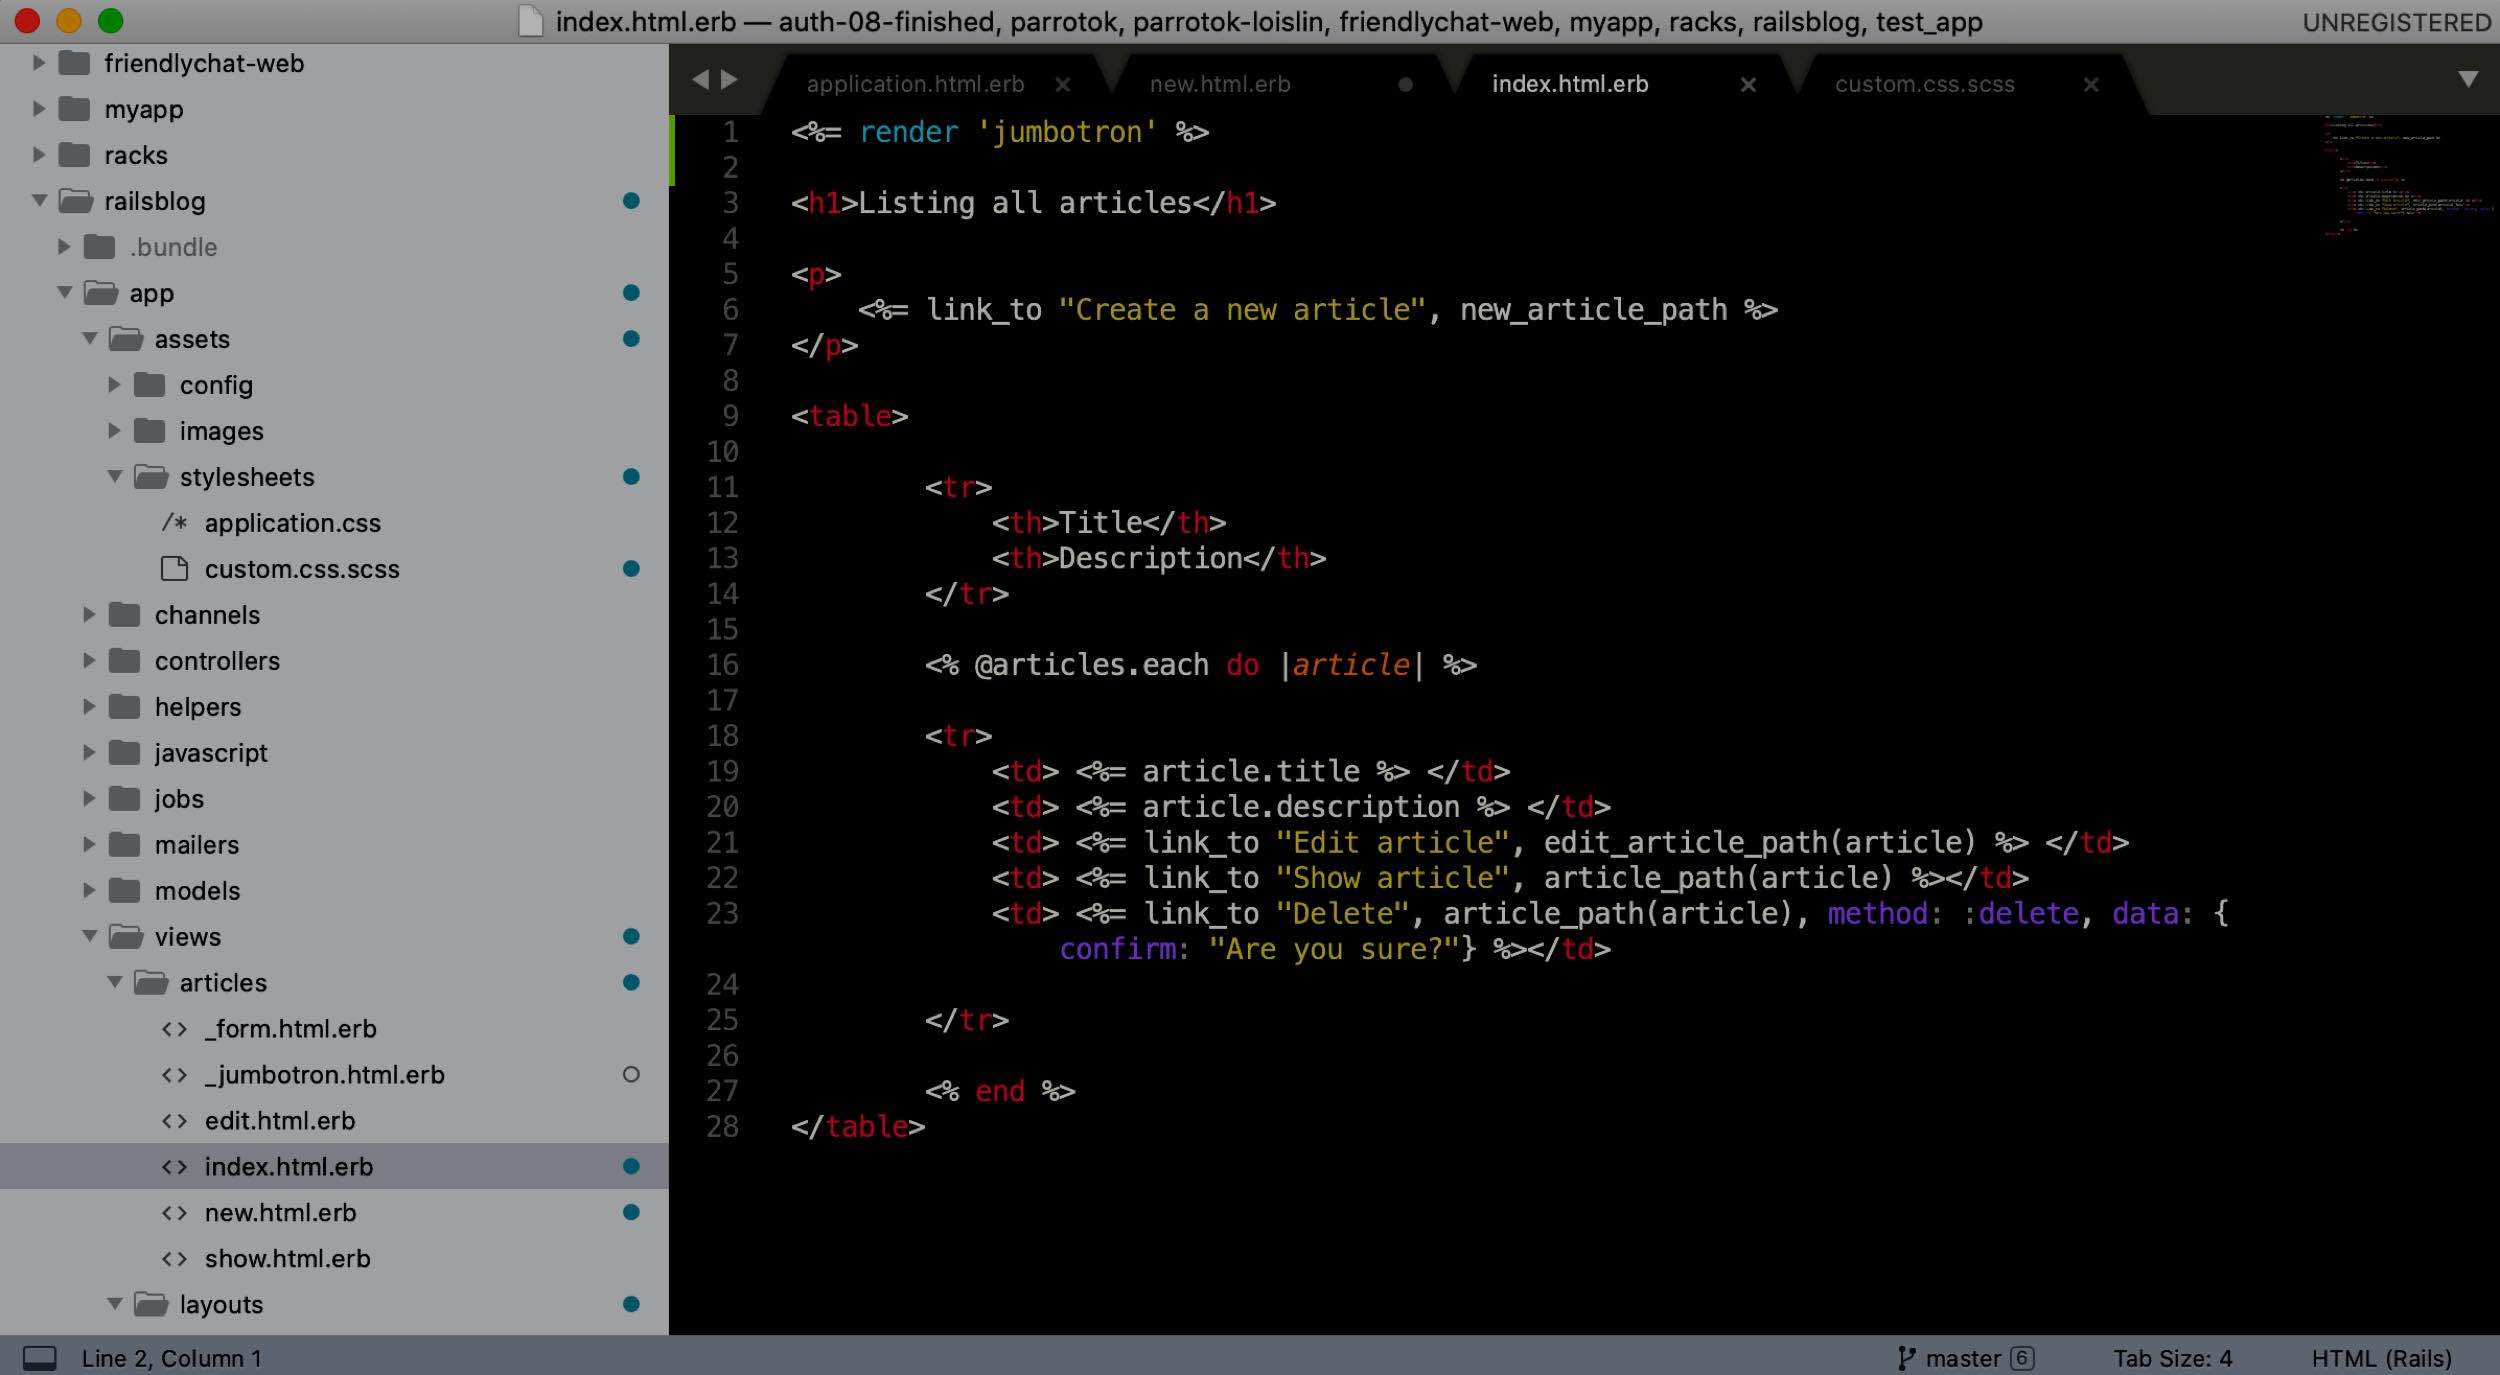 index.html.erb — auth-08-finished, parrotok, parrotok-loislin, friendlychat-web, myapp, racks, railsblog, test_app
UNREGISTERED
friendlychat-web
myapp
racks
railsblog
.bundle
app
assets
config
images
stylesheets
/* application.css
custom.css.scss
channels
controllers
helpers
javascript
jobs
mailers
models
views
articles
<> _form.html.erb
<> _jumbotron.html.erb
<> edit.html.erb
<> index.html.erb
<> new.html.erb
<> show.html.erb
layouts
application.html.erb × new.html.erb index.html.erb × custom.css.scss ×
1 <%= render 'jumbotron' %>
2
3 <h1>Listing all articles</h1>
4
5 <p>
6     <%= link_to "Create a new article", new_article_path %>
7 </p>
8
9 <table>
10
11         <tr>
12             <th>Title</th>
13             <th>Description</th>
14         </tr>
15
16         <% @articles.each do |article| %>
17
18         <tr>
19             <td> <%= article.title %> </td>
20             <td> <%= article.description %> </td>
21             <td> <%= link_to "Edit article", edit_article_path(article) %> </td>
22             <td> <%= link_to "Show article", article_path(article) %></td>
23             <td> <%= link_to "Delete", article_path(article), method: :delete, data: {
                confirm: "Are you sure?"} %></td>
24
25         </tr>
26
27         <% end %>
28 </table>
Line 2, Column 1
master 6
Tab Size: 4
HTML (Rails)